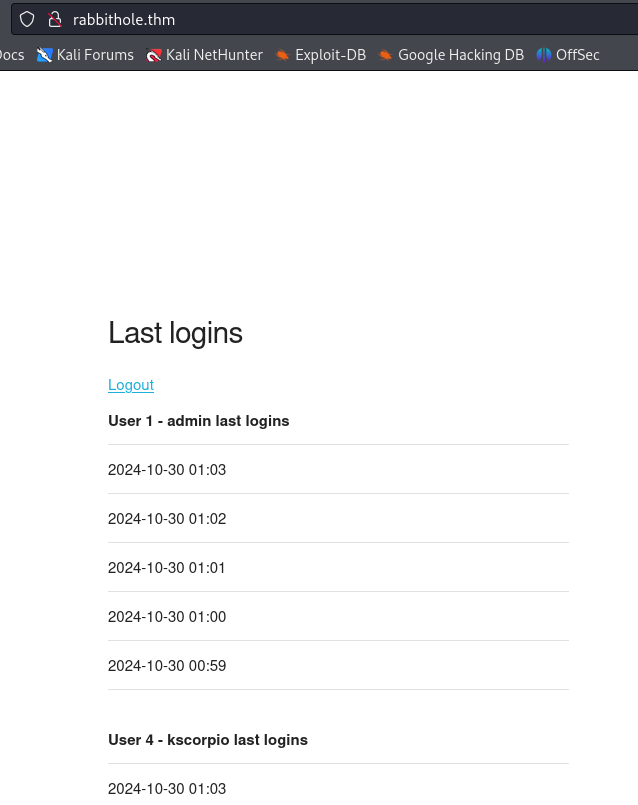 rabbithole.thm
Docs Kali Forums Kali NetHunter Exploit-DB Google Hacking DB OffSec
Last logins
Logout
User 1 - admin last logins
2024-10-30 01:03
2024-10-30 01:02
2024-10-30 01:01
2024-10-30 01:00
2024-10-30 00:59
User 4 - kscorpio last logins
2024-10-30 01:03